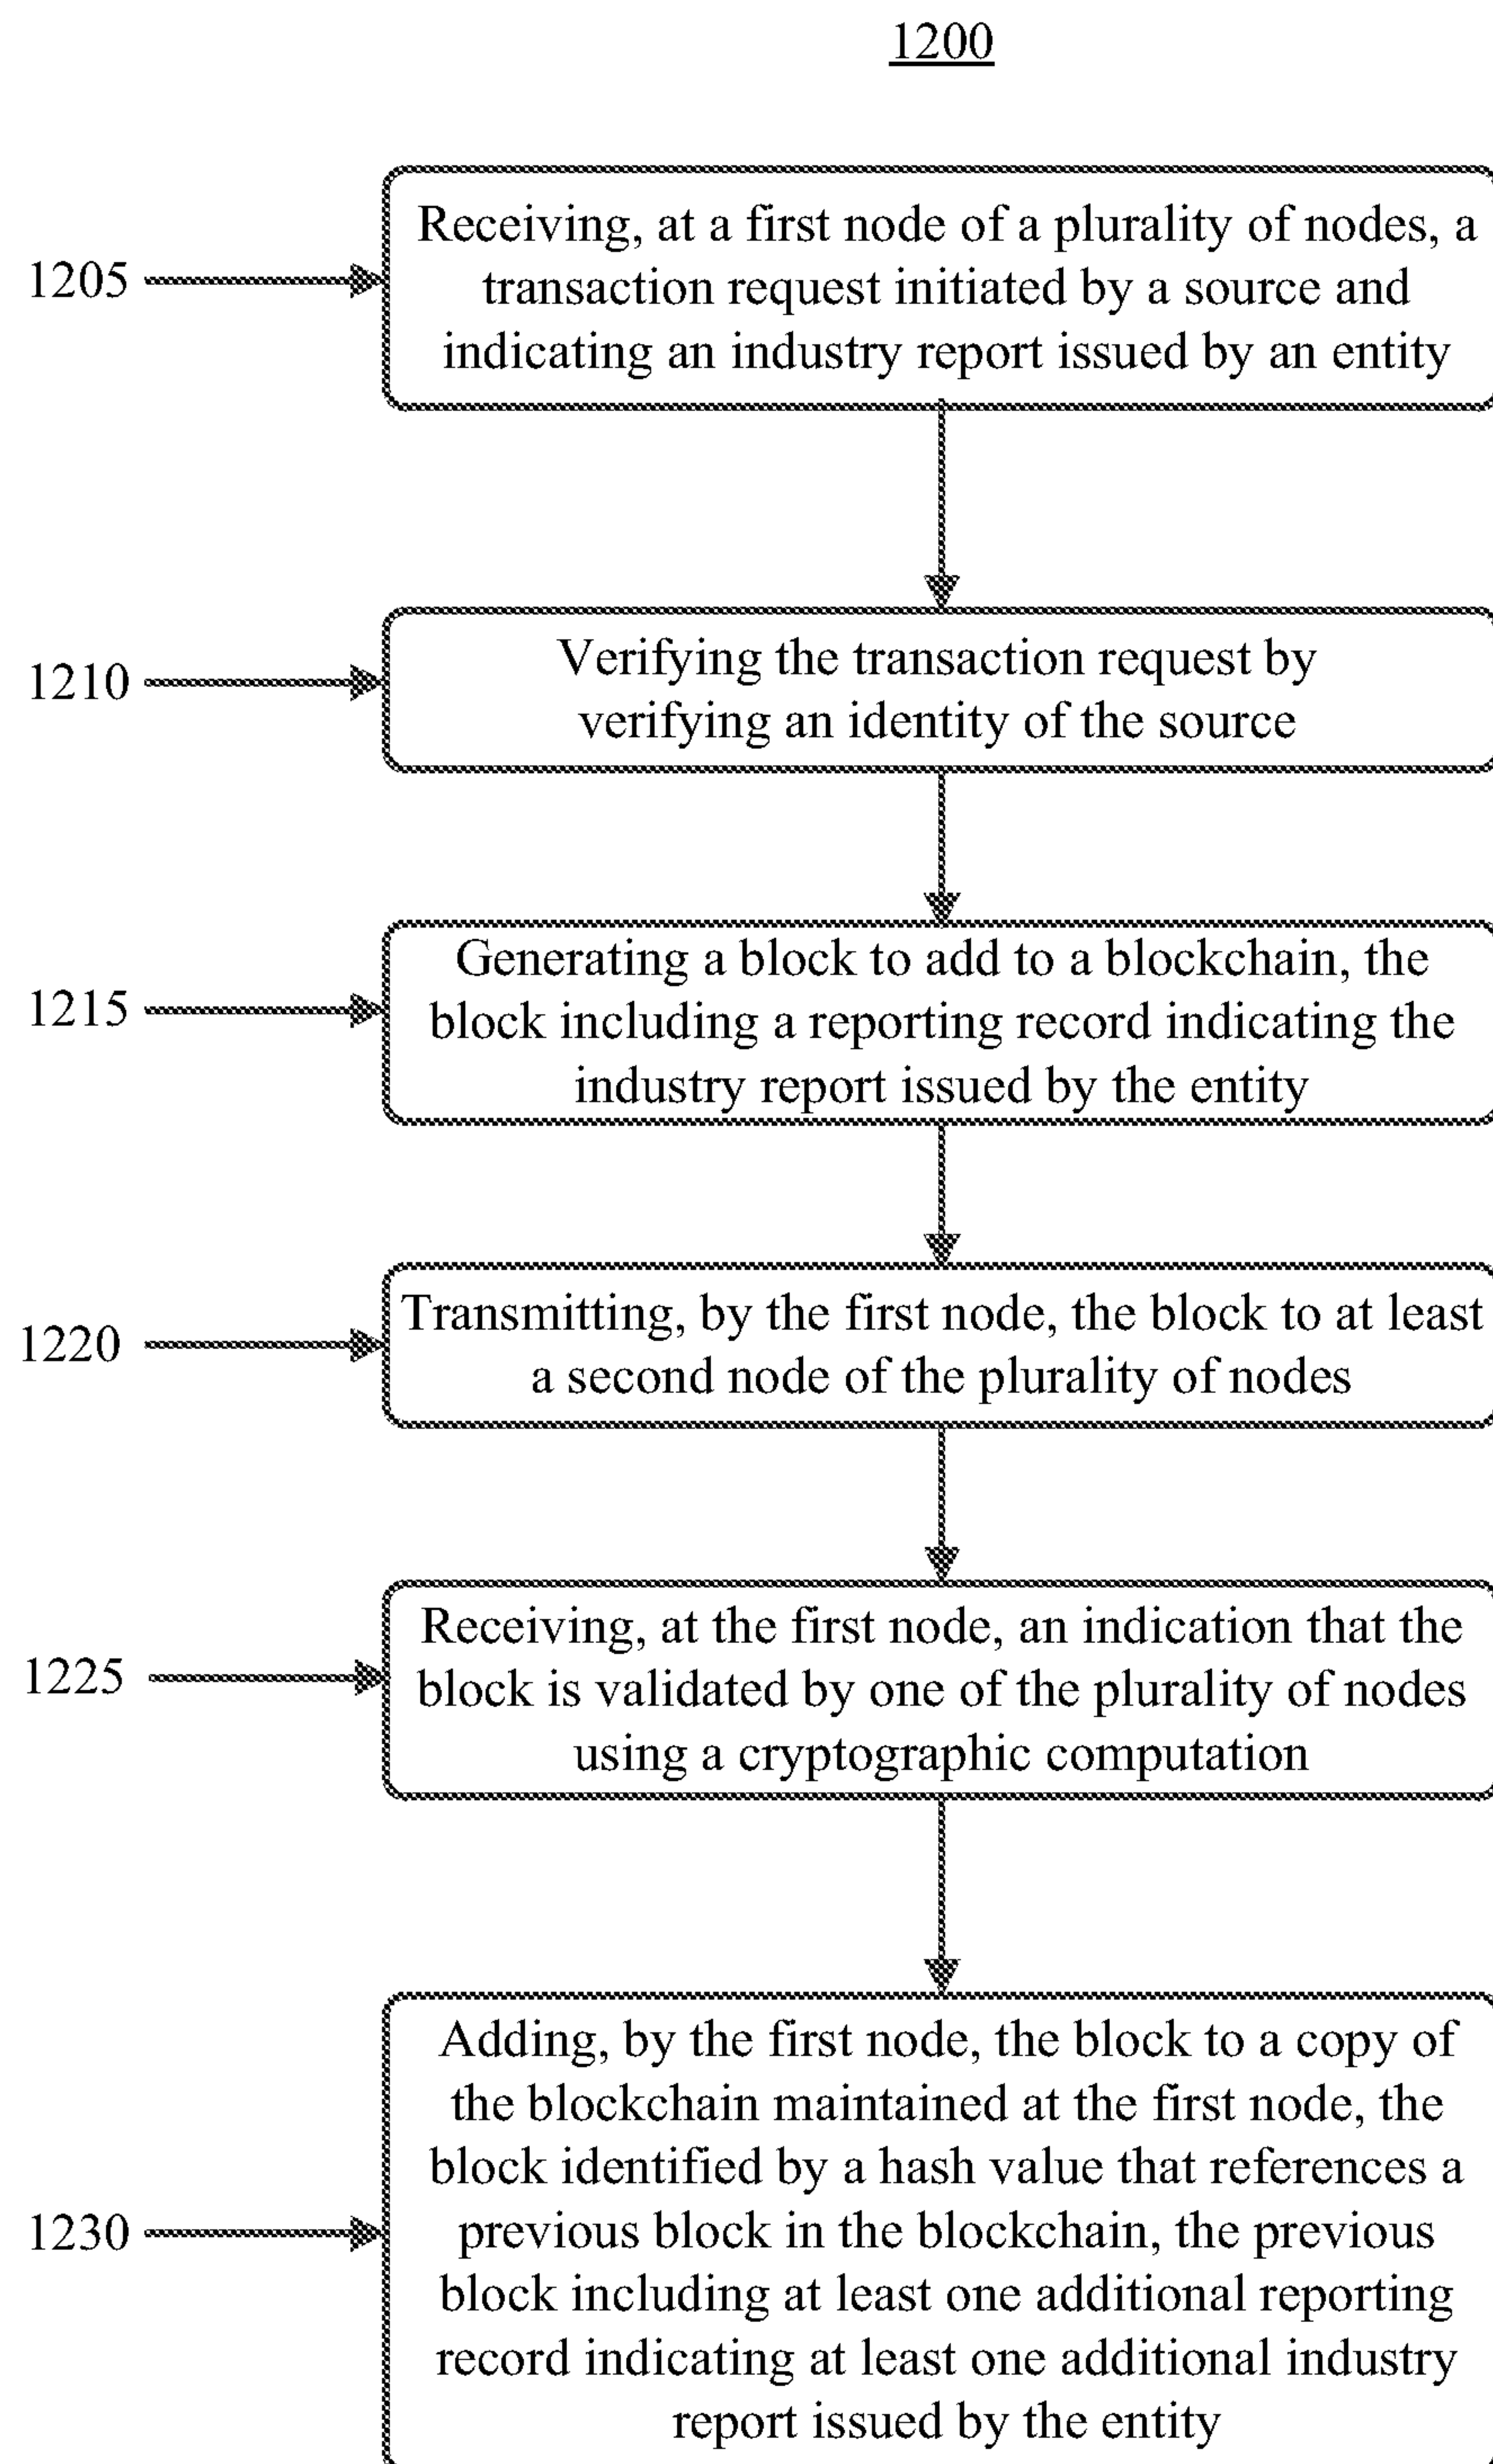 1200
1205
Receiving, at a first node of a plurality of nodes, a
transaction request initiated by a source and
indicating an industry report issued by an entity
1210
Verifying the transaction request by
verifying an identity of the source
1215
Generating a block to add to a blockchain, the
block including a reporting record indicating the
industry report issued by the entity
1220
Transmitting, by the first node, the block to at least
a second node of the plurality of nodes
1225
Receiving, at the first node, an indication that the
block is validated by one of the plurality of nodes
using a cryptographic computation
1230
Adding, by the first node, the block to a copy of
the blockchain maintained at the first node, the
block identified by a hash value that references a
previous block in the blockchain, the previous
block including at least one additional reporting
record indicating at least one additional industry
report issued by the entity